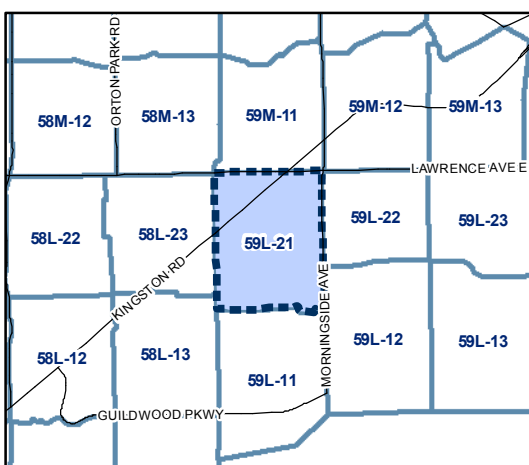 ORTON PARK RD
58M-12
58M-13
59M-11
59M-12
59M-13
LAWRENCE AVE E
58L-22
58L-23
59L-21
59L-22
59L-23
KINGSTON RD
MORNINGSIDE AVE
58L-12
58L-13
59L-11
59L-12
59L-13
GUILDWOOD PKWY